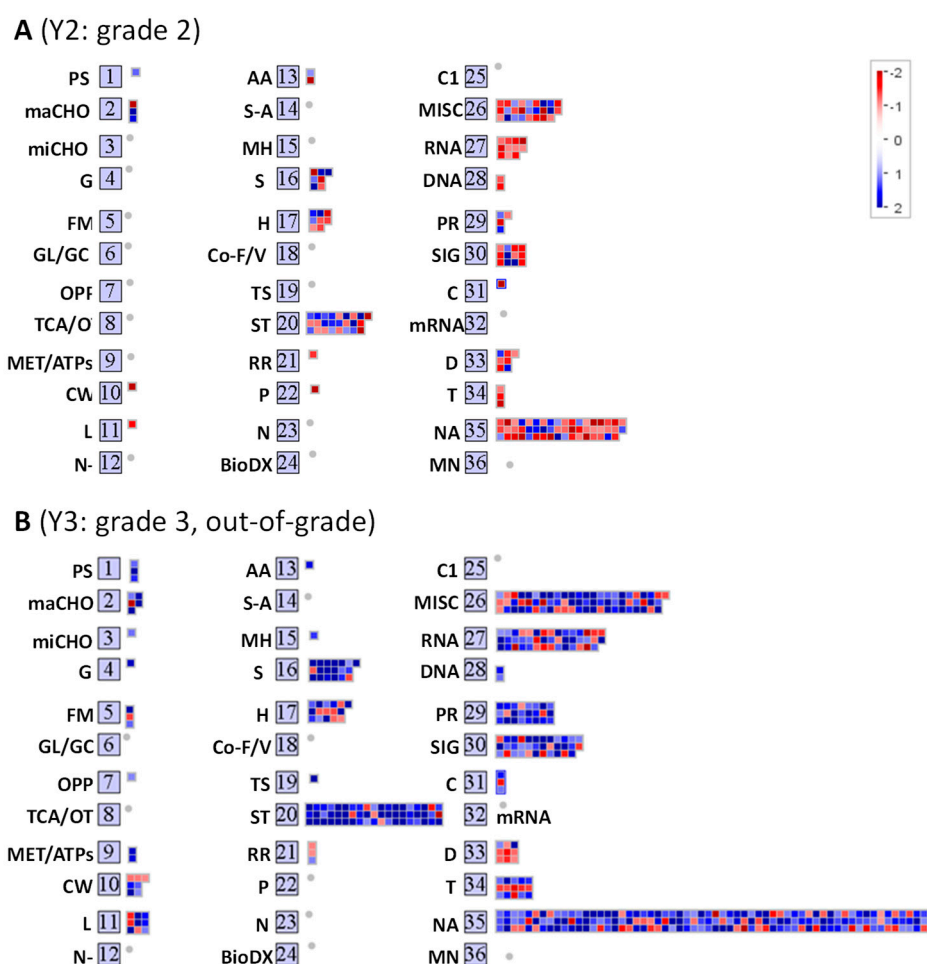 A (Y2: grade 2)
PS 1 AA 13 C1 25
maCHO 2 S-A 14 MISC 26
miCHO 3 MH 15 RNA 27
G 4 S 16 DNA 28
FM 5 H 17 PR 29
GL/GC 6 Co-F/V 18 SIG 30
OPF 7 TS 19 C 31
TCA/O 8 ST 20 mRNA 32
MET/ATPs 9 RR 21 D 33
CW 10 P 22 T 34
L 11 N 23 NA 35
N- 12 BioDX 24 MN 36
-2
-1
0
1
2
B (Y3: grade 3, out-of-grade)
PS 1 AA 13 C1 25
maCHO 2 S-A 14 MISC 26
miCHO 3 MH 15 RNA 27
G 4 S 16 DNA 28
FM 5 H 17 PR 29
GL/GC 6 Co-F/V 18 SIG 30
OPP 7 TS 19 C 31
TCA/OT 8 ST 20 32 mRNA
MET/ATPs 9 RR 21 D 33
CW 10 P 22 T 34
L 11 N 23 NA 35
N- 12 BioDX 24 MN 36